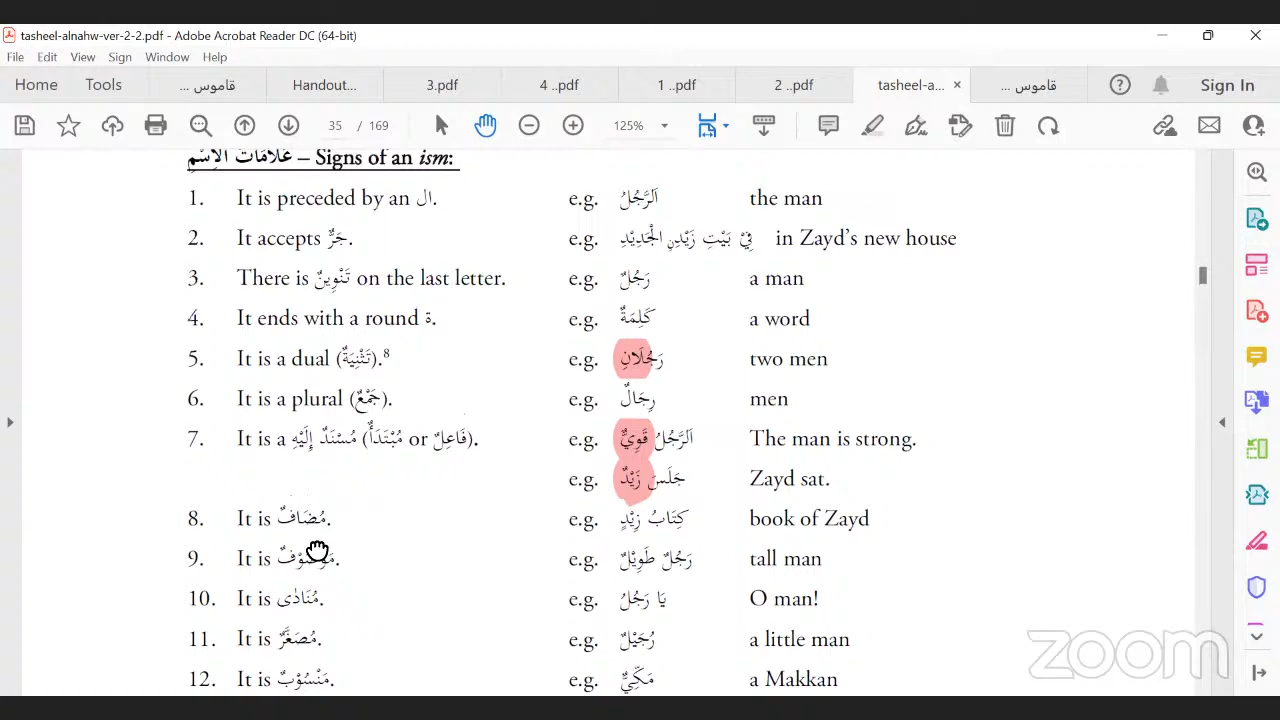 tasheel-alnahw-ver-2-2.pdf - Adobe Acrobat Reader DC (64-bit)
File Edit View Sign Window Help
Home Tools قاموس ... Handout... 3.pdf 4 ..pdf 1 ..pdf 2 ..pdf tasheel-a... × قاموس ... Sign In
35 / 169 125%
عَلَامَاتُ الْاِسْمِ – Signs of an ism:
1. It is preceded by an ال. e.g. اَلرَّجُلُ the man
2. It accepts جَرٌّ. e.g. فِيْ بَيْتِ زَيْدِنِ الْجَدِيْدِ in Zayd's new house
3. There is تَنْوِينٌ on the last letter. e.g. رَجُلٌ a man
4. It ends with a round ة. e.g. كَلِمَةٌ a word
5. It is a dual (تَثْنِيَةٌ).8 e.g. رَجُلَانِ two men
6. It is a plural (جَمْعٌ). e.g. رِجَالٌ men
7. It is a مُسْنَدٌ إِلَيْهِ (مُبْتَدَأٌ or فَاعِلٌ). e.g. اَلرَّجُلُ قَوِيٌّ The man is strong.
e.g. جَلَسَ زَيْدٌ Zayd sat.
8. It is مُضَافٌ. e.g. كِتَابُ زَيْدٍ book of Zayd
9. It is مَوْصُوْفٌ. e.g. رَجُلٌ طَوِيْلٌ tall man
10. It is مُنَادٰى. e.g. يَا رَجُلُ O man!
11. It is مُصَغَّرٌ. e.g. رُجَيْلٌ a little man
12. It is مَنْسُوْبٌ. e.g. مَكِّيٌّ a Makkan
zoom